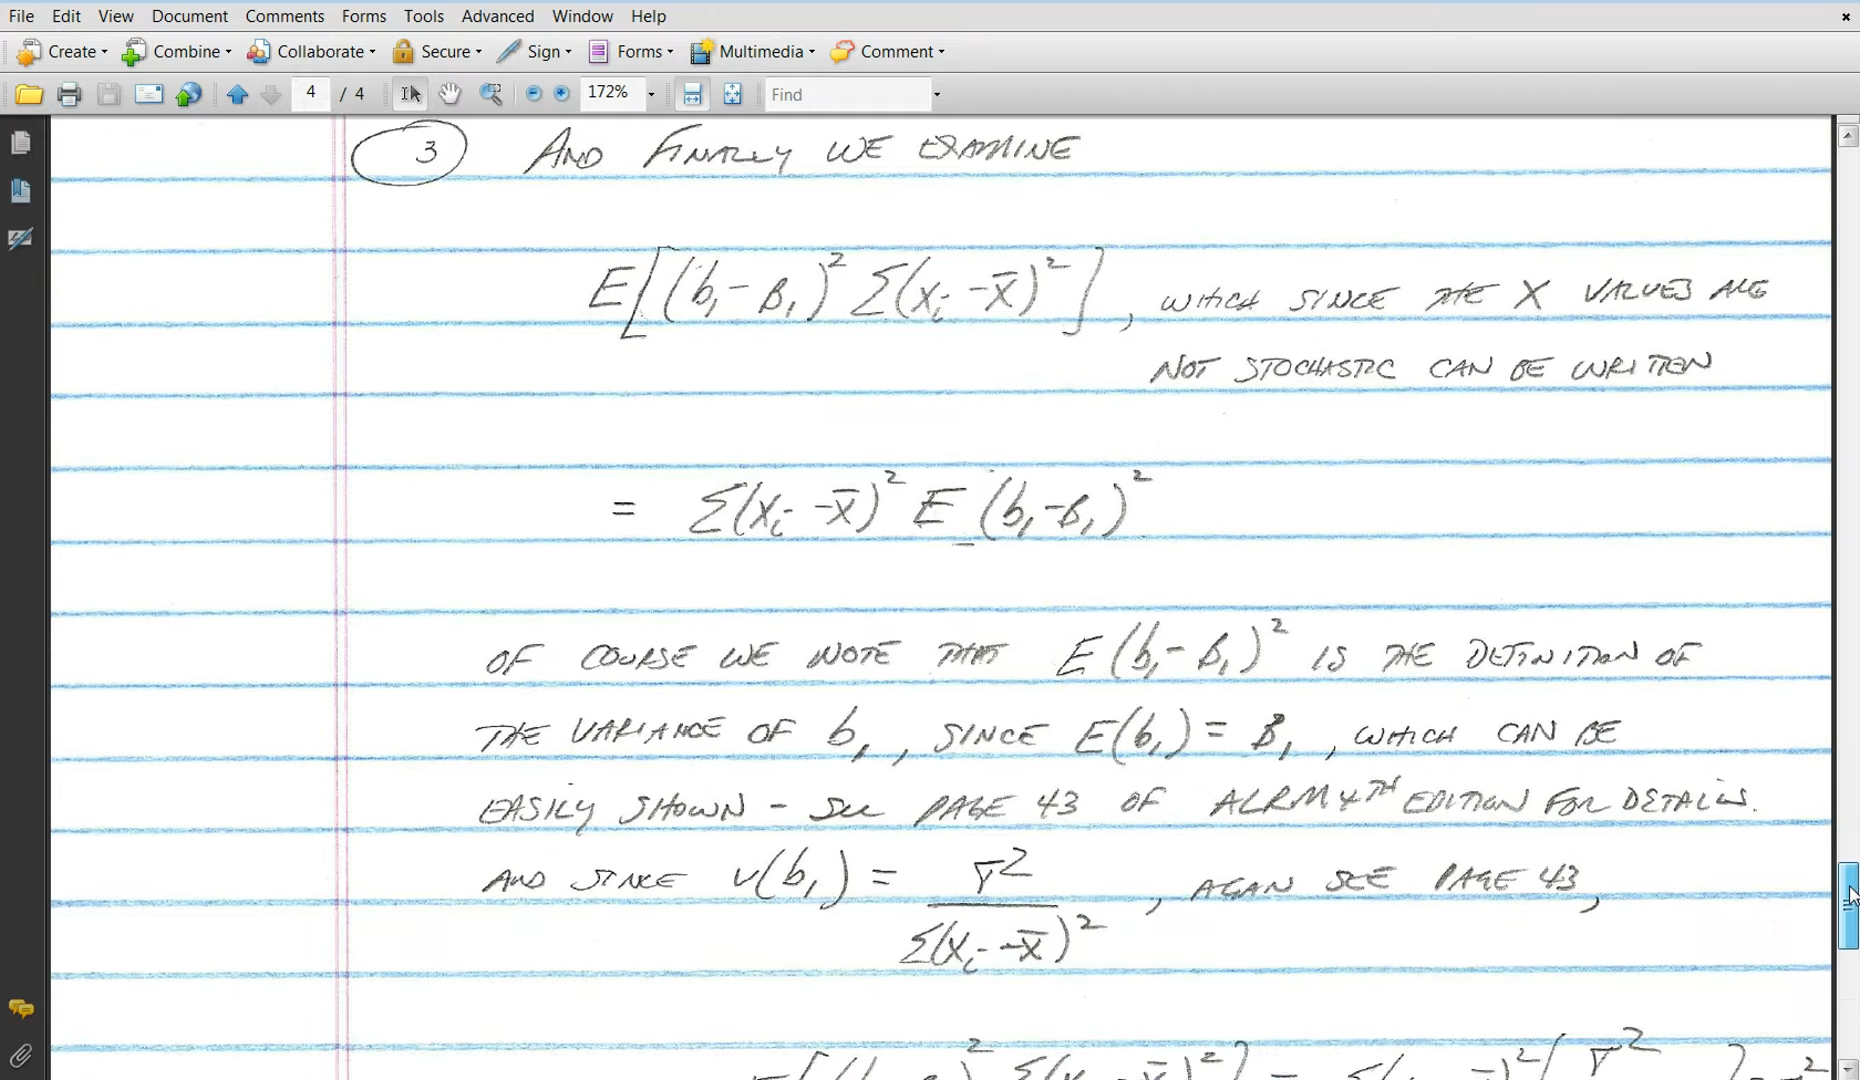 File Edit View Document Comments Forms Tools Advanced Window Help
Create Combine Collaborate Secure Sign Forms Multimedia Comment
4 / 4 172% Find
3 AND FINALLY WE EXAMINE
E[(b₁ - β₁)² Σ(Xᵢ - X̄)²] , WHICH SINCE THE X VALUES ARE
NOT STOCHASTIC CAN BE WRITTEN
= Σ(Xᵢ - X̄)² E (b₁ - β₁)²
OF COURSE WE NOTE THAT E(b₁ - β₁)² IS THE DEFINITION OF
THE VARIANCE OF b₁, SINCE E(b₁) = β₁, WHICH CAN BE
EASILY SHOWN - SEE PAGE 43 OF ALRM 4TH EDITION FOR DETAILS.
AND SINCE V(b₁) = σ² / Σ(Xᵢ - X̄)² , AGAIN SEE PAGE 43,